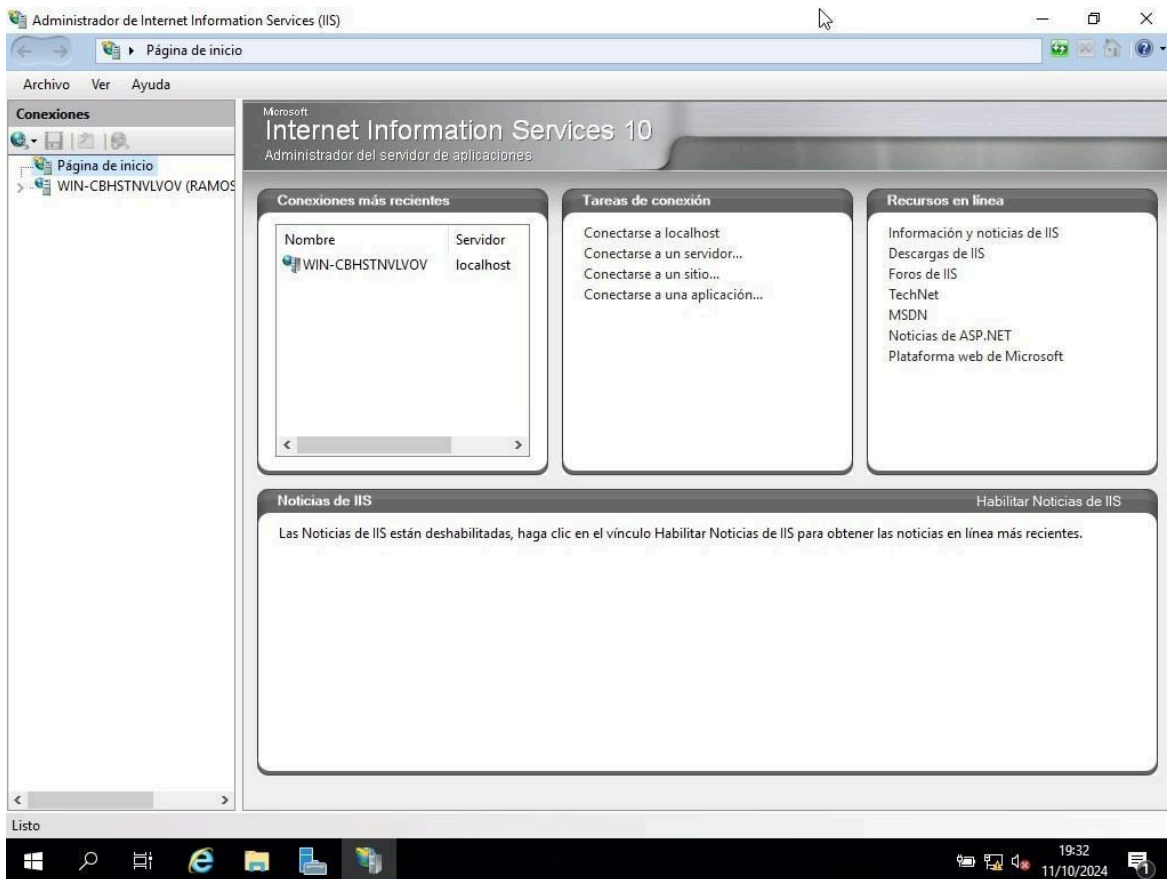 Administrador de Internet Information Services (IIS)
Página de inicio
Archivo Ver Ayuda
Conexiones
Página de inicio
WIN-CBHSTNVLVOV (RAMOS
Microsoft
Internet Information Services 10
Administrador del servidor de aplicaciones
Conexiones más recientes
Nombre Servidor
WIN-CBHSTNVLVOV localhost
Tareas de conexión
Conectarse a localhost
Conectarse a un servidor...
Conectarse a un sitio...
Conectarse a una aplicación...
Recursos en línea
Información y noticias de IIS
Descargas de IIS
Foros de IIS
TechNet
MSDN
Noticias de ASP.NET
Plataforma web de Microsoft
Noticias de IIS Habilitar Noticias de IIS
Las Noticias de IIS están deshabilitadas, haga clic en el vínculo Habilitar Noticias de IIS para obtener las noticias en línea más recientes.
Listo
19:32
11/10/2024
1